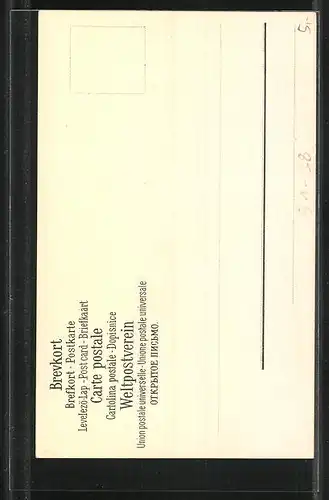 Brevkort
Brefkort - Postkarte
Levelező-Lap - Post card - Briefkaart
Carte postale
Cartolina postale - Dopisnice
Weltpostverein
Union postale universelle - Unione postale universale
ОТКРЫТОЕ ПИСЬМО.